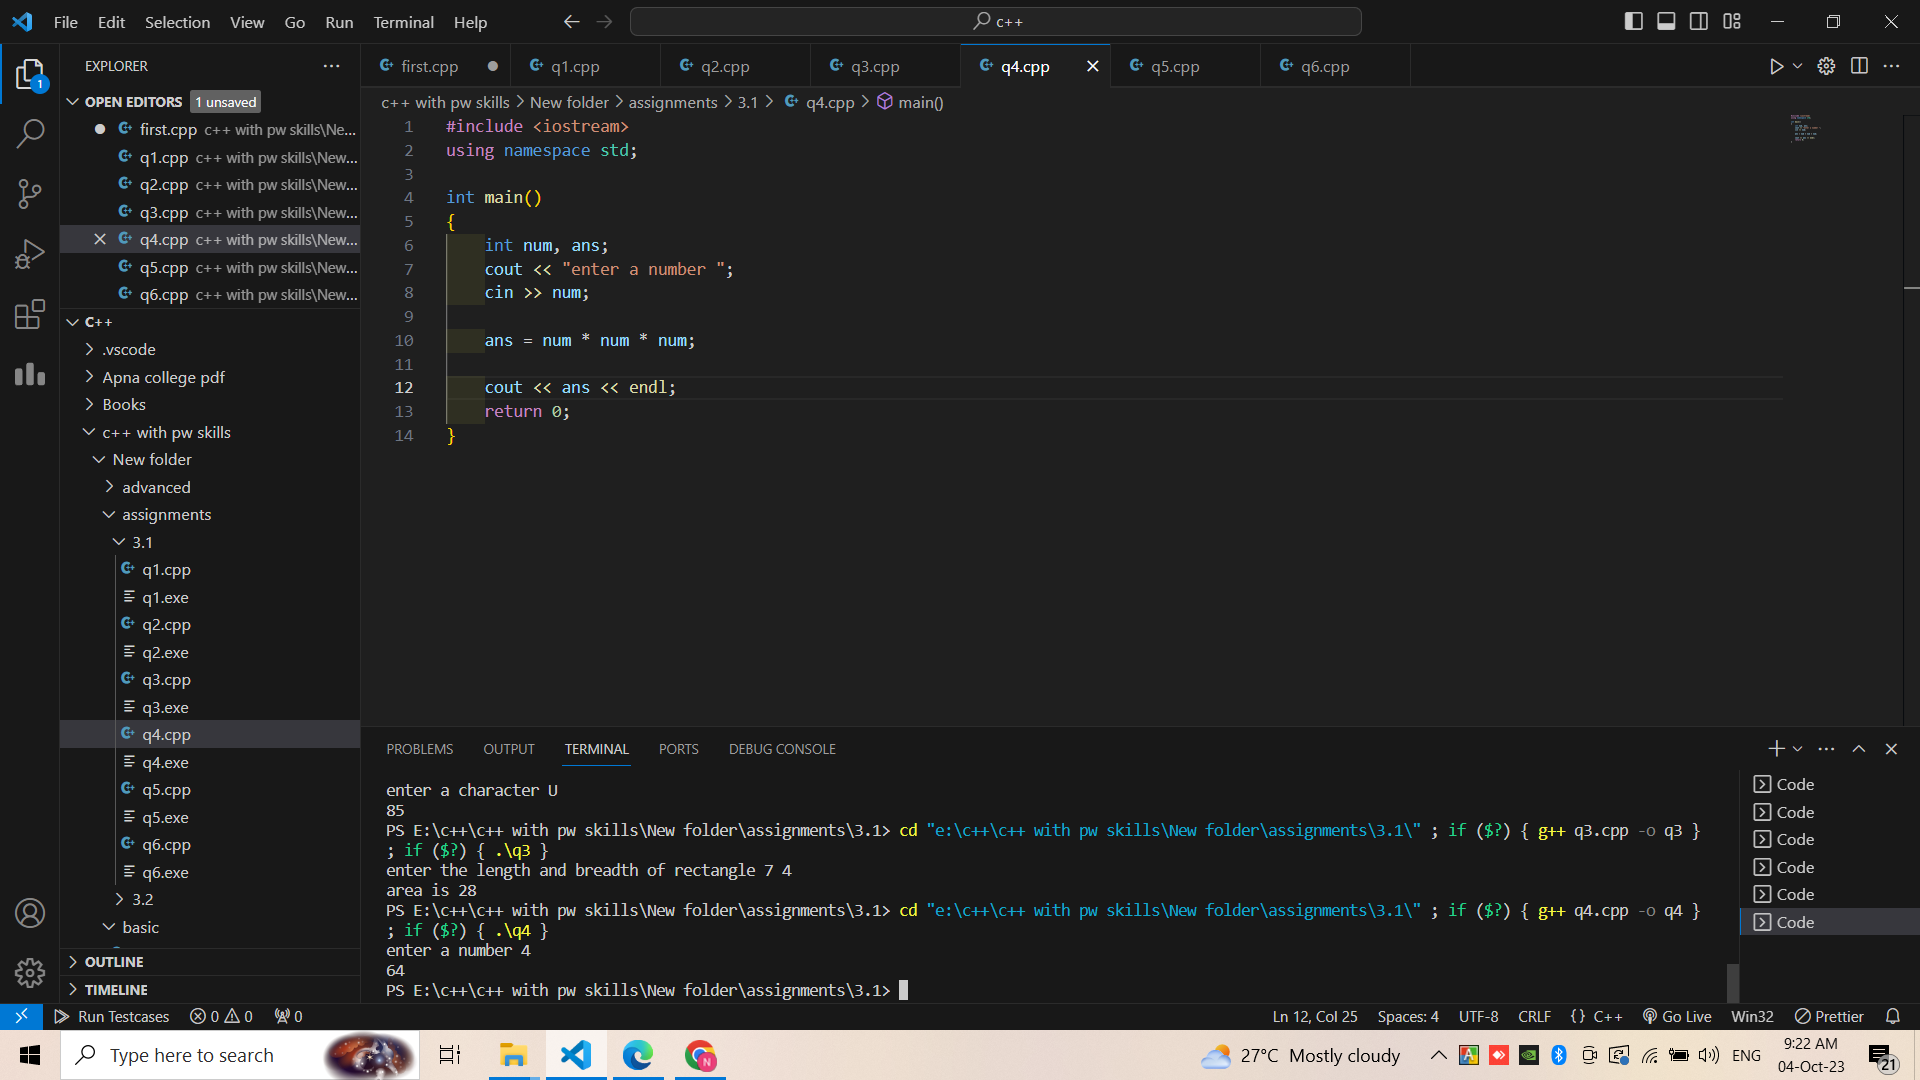 File Edit Selection View Go Run Terminal Help
c++
EXPLORER
OPEN EDITORS 1 unsaved
first.cpp c++ with pw skills\Ne...
q1.cpp c++ with pw skills\New...
q2.cpp c++ with pw skills\New...
q3.cpp c++ with pw skills\New...
q4.cpp c++ with pw skills\New...
q5.cpp c++ with pw skills\New...
q6.cpp c++ with pw skills\New...
C++
.vscode
Apna college pdf
Books
c++ with pw skills
New folder
advanced
assignments
3.1
q1.cpp
q1.exe
q2.cpp
q2.exe
q3.cpp
q3.exe
q4.cpp
q4.exe
q5.cpp
q5.exe
q6.cpp
q6.exe
3.2
basic
OUTLINE
TIMELINE
1
first.cpp q1.cpp q2.cpp q3.cpp q4.cpp q5.cpp q6.cpp
c++ with pw skills > New folder > assignments > 3.1 > q4.cpp > main()
1 #include <iostream>
2 using namespace std;
3
4 int main()
5 {
6 int num, ans;
7 cout << "enter a number ";
8 cin >> num;
9
10 ans = num * num * num;
11
12 cout << ans << endl;
13 return 0;
14 }
PROBLEMS OUTPUT TERMINAL PORTS DEBUG CONSOLE
enter a character U
85
PS E:\c++\c++ with pw skills\New folder\assignments\3.1> cd "e:\c++\c++ with pw skills\New folder\assignments\3.1\" ; if ($?) { g++ q3.cpp -o q3 }
; if ($?) { .\q3 }
enter the length and breadth of rectangle 7 4
area is 28
PS E:\c++\c++ with pw skills\New folder\assignments\3.1> cd "e:\c++\c++ with pw skills\New folder\assignments\3.1\" ; if ($?) { g++ q4.cpp -o q4 }
; if ($?) { .\q4 }
enter a number 4
64
PS E:\c++\c++ with pw skills\New folder\assignments\3.1>
Code
Code
Code
Code
Code
Code
Run Testcases 0 0 0 Ln 12, Col 25 Spaces: 4 UTF-8 CRLF {} C++ Go Live Win32 Prettier
Type here to search 27°C Mostly cloudy ENG 9:22 AM
04-Oct-23 21